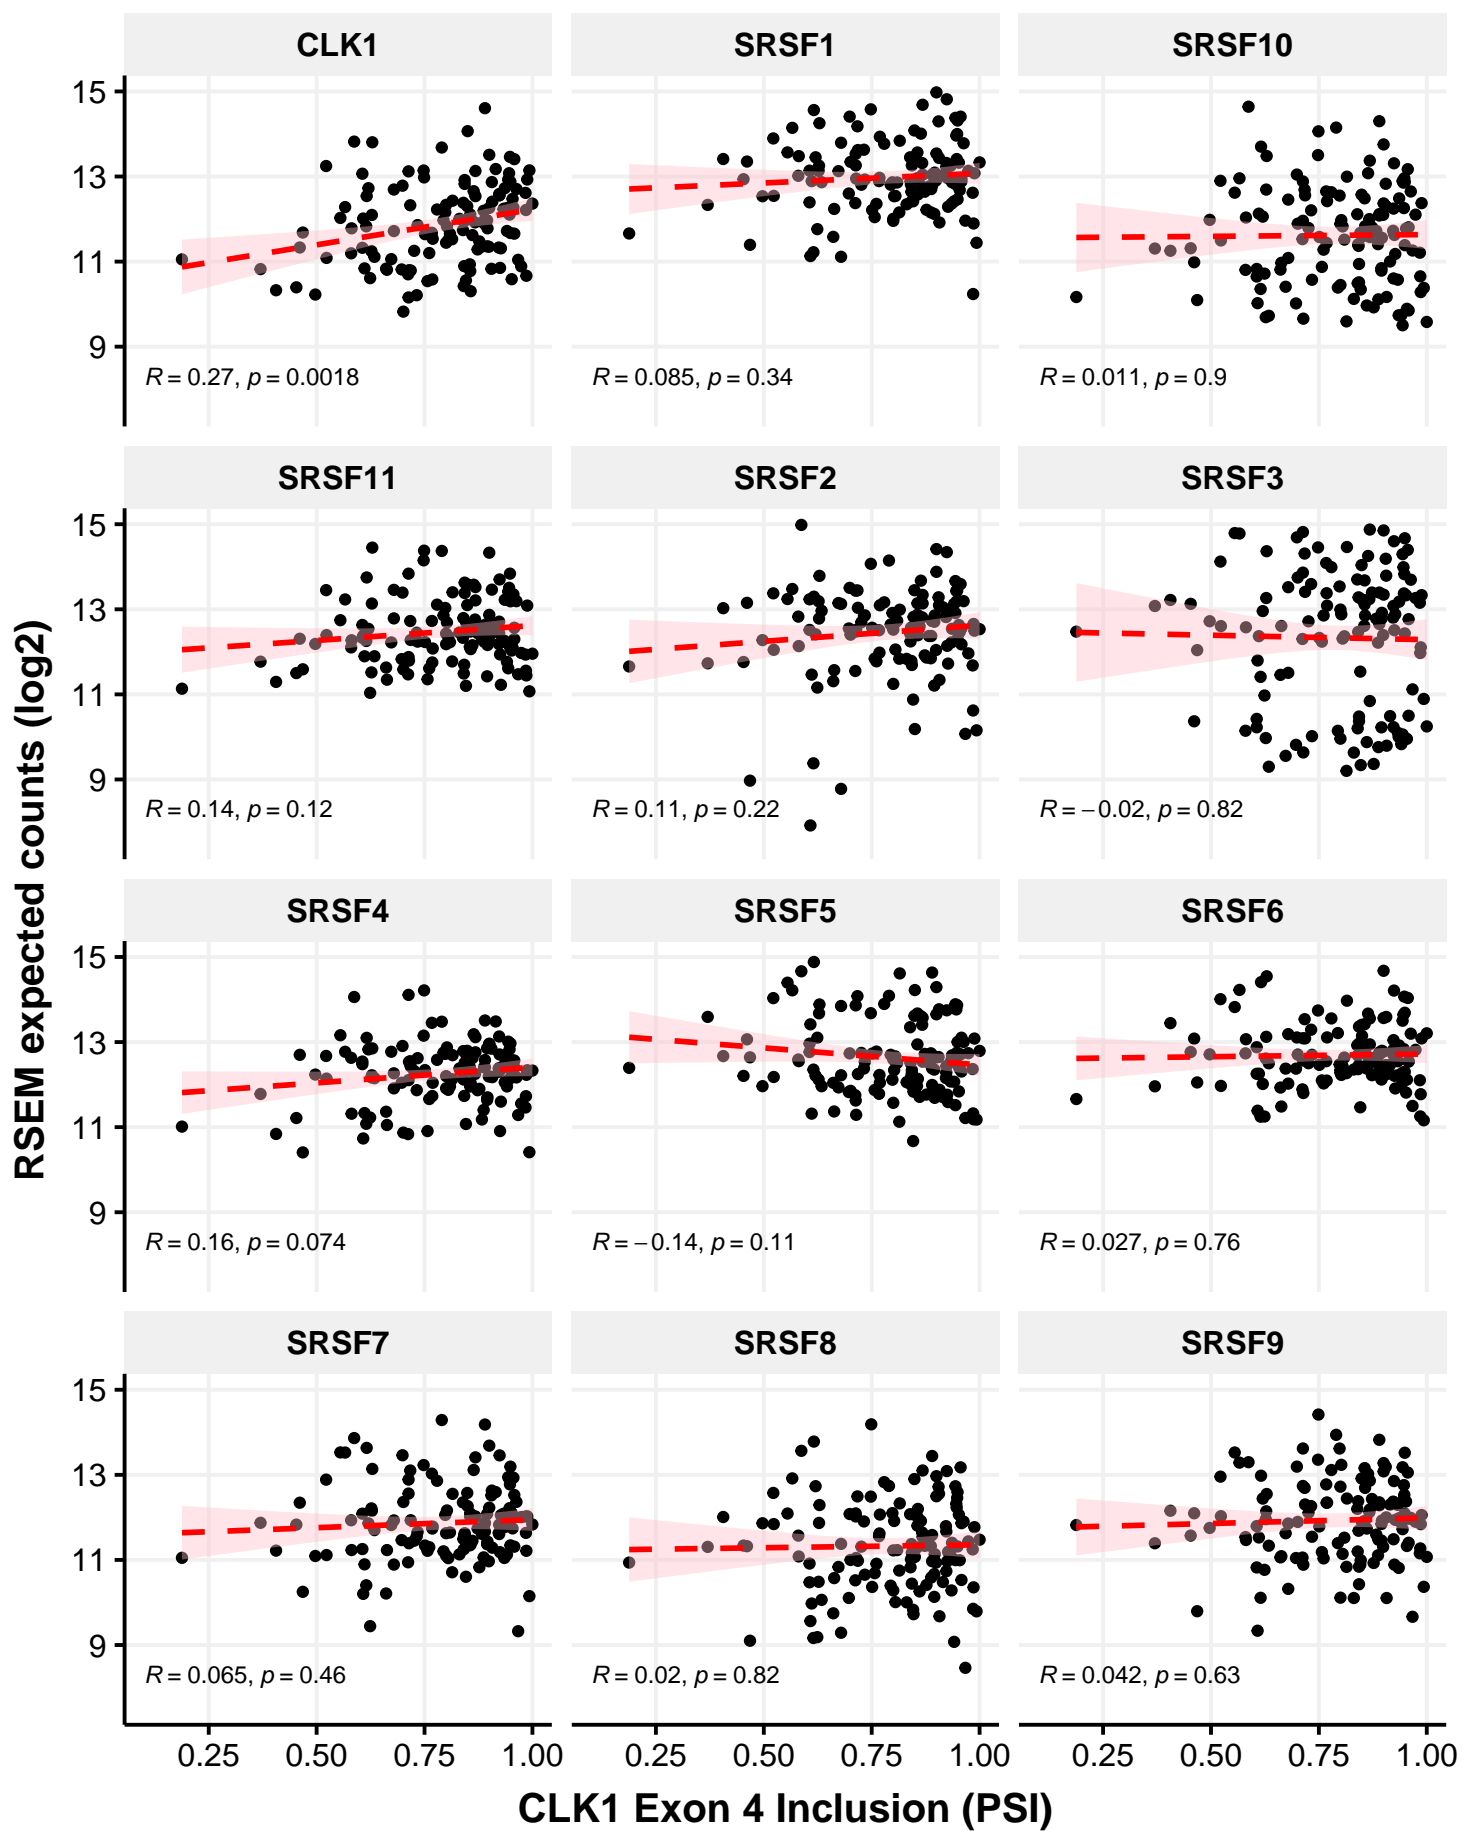 CLK1 SRSF1 SRSF10
15
13
11
9
R = 0.27, p = 0.0018 R = 0.085, p = 0.34 R = 0.011, p = 0.9
SRSF11 SRSF2 SRSF3
15
13
11
9
R = 0.14, p = 0.12 R = 0.11, p = 0.22 R = −0.02, p = 0.82
RSEM expected counts (log2)
SRSF4 SRSF5 SRSF6
15
13
11
9
R = 0.16, p = 0.074 R = −0.14, p = 0.11 R = 0.027, p = 0.76
SRSF7 SRSF8 SRSF9
15
13
11
9
R = 0.065, p = 0.46 R = 0.02, p = 0.82 R = 0.042, p = 0.63
0.25 0.50 0.75 1.00 0.25 0.50 0.75 1.00 0.25 0.50 0.75 1.00
CLK1 Exon 4 Inclusion (PSI)